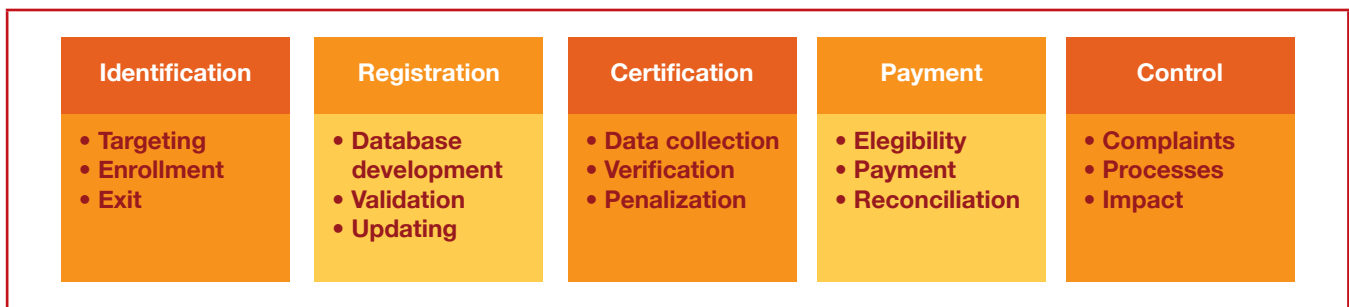 Identification
• Targeting
• Enrollment
• Exit
Registration
• Database
development
• Validation
• Updating
Certification
• Data collection
• Verification
• Penalization
Payment
• Elegibility
• Payment
• Reconciliation
Control
• Complaints
• Processes
• Impact